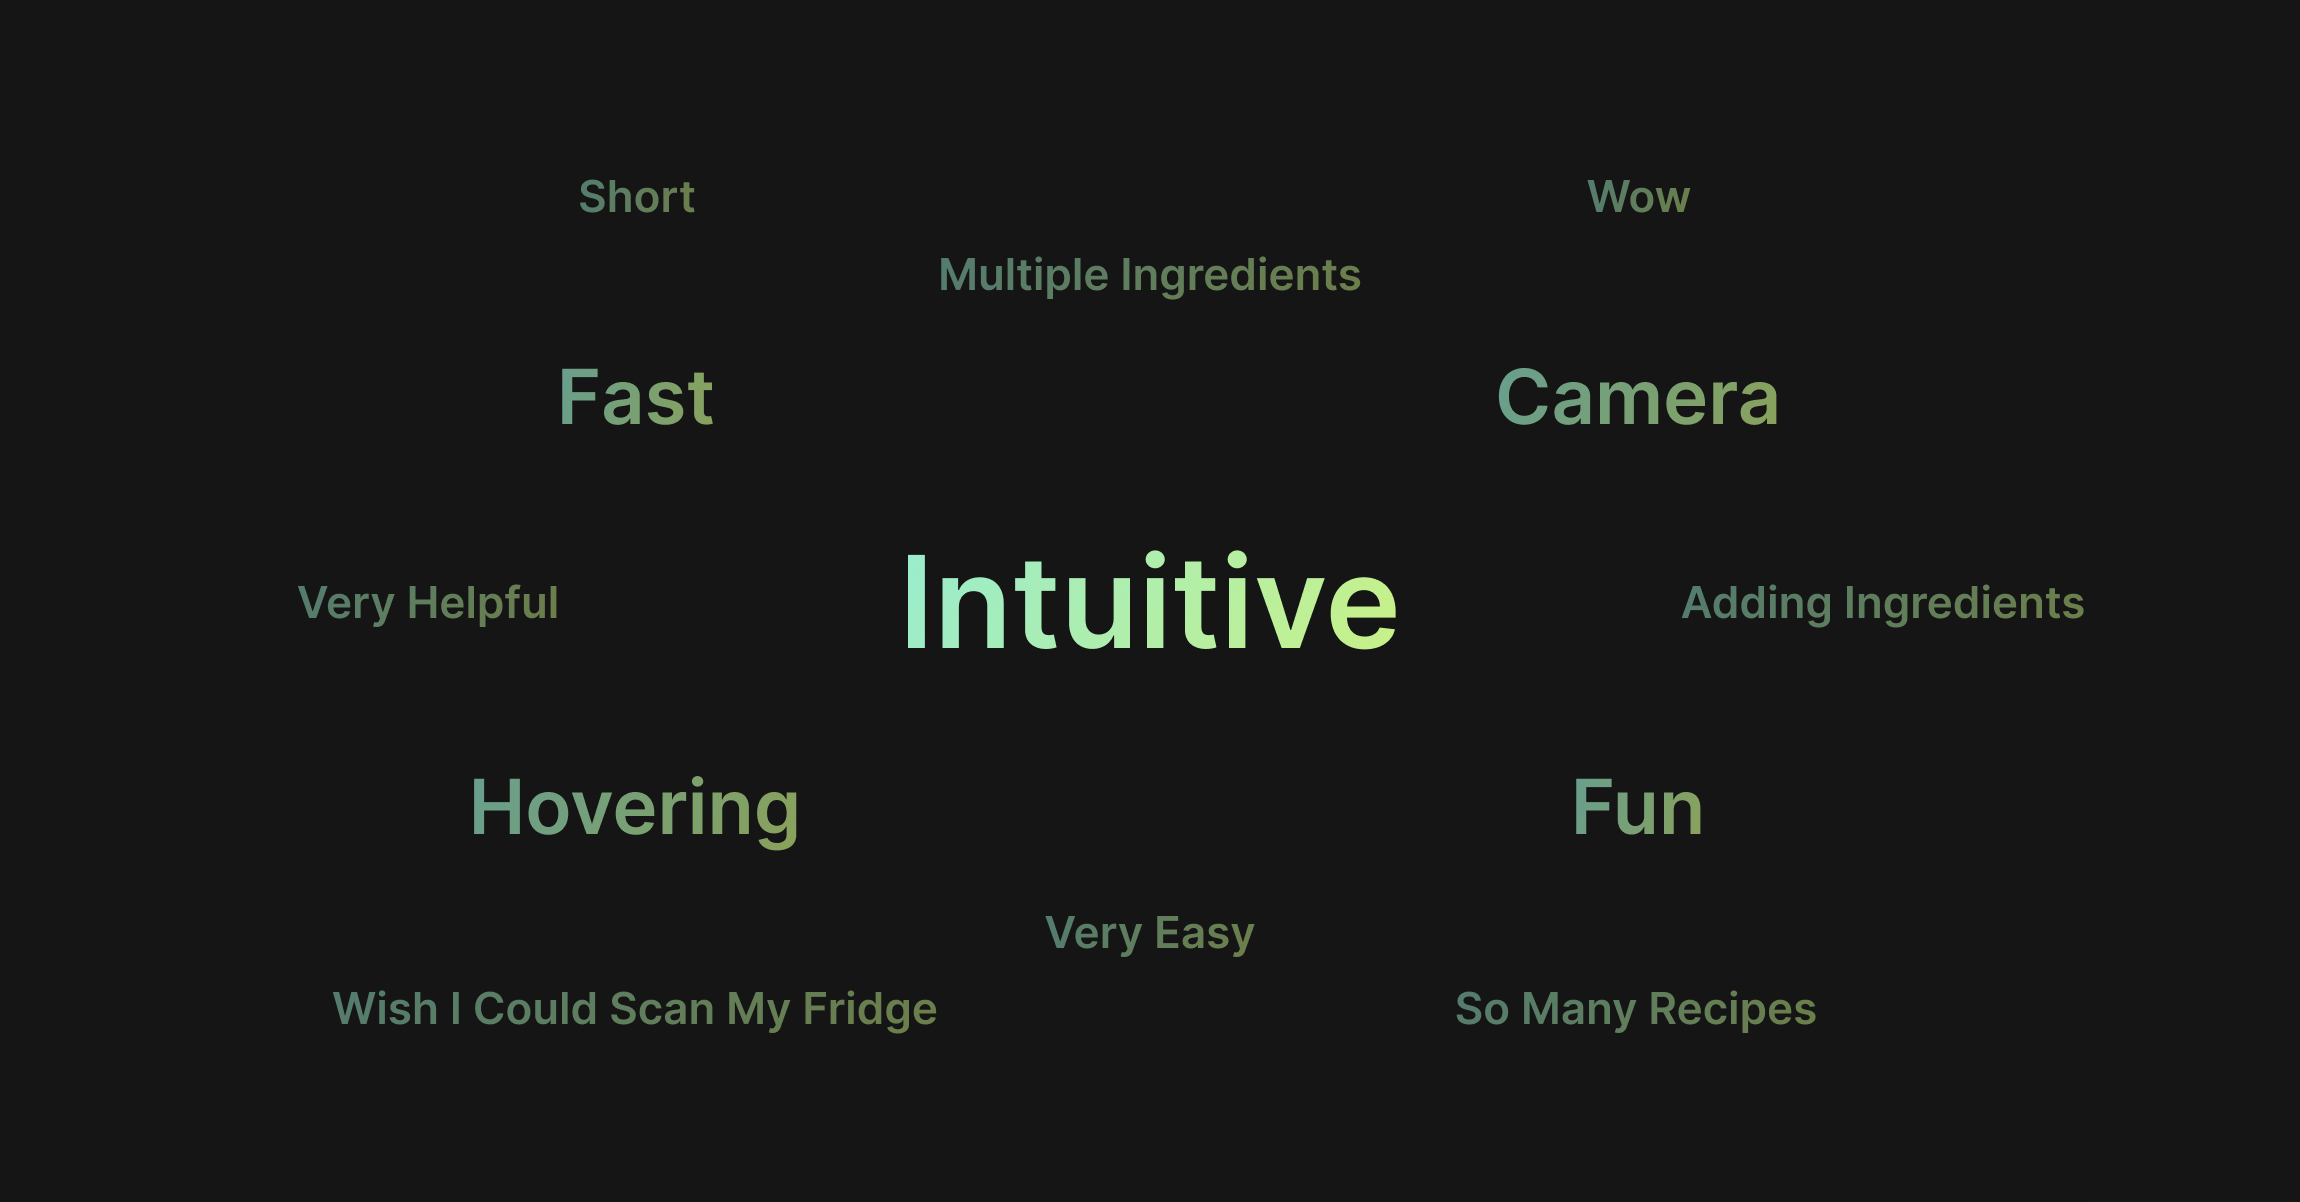 Short
Wow
Multiple Ingredients
Fast
Camera
Very Helpful
Intuitive
Adding Ingredients
Hovering
Fun
Very Easy
Wish I Could Scan My Fridge
So Many Recipes